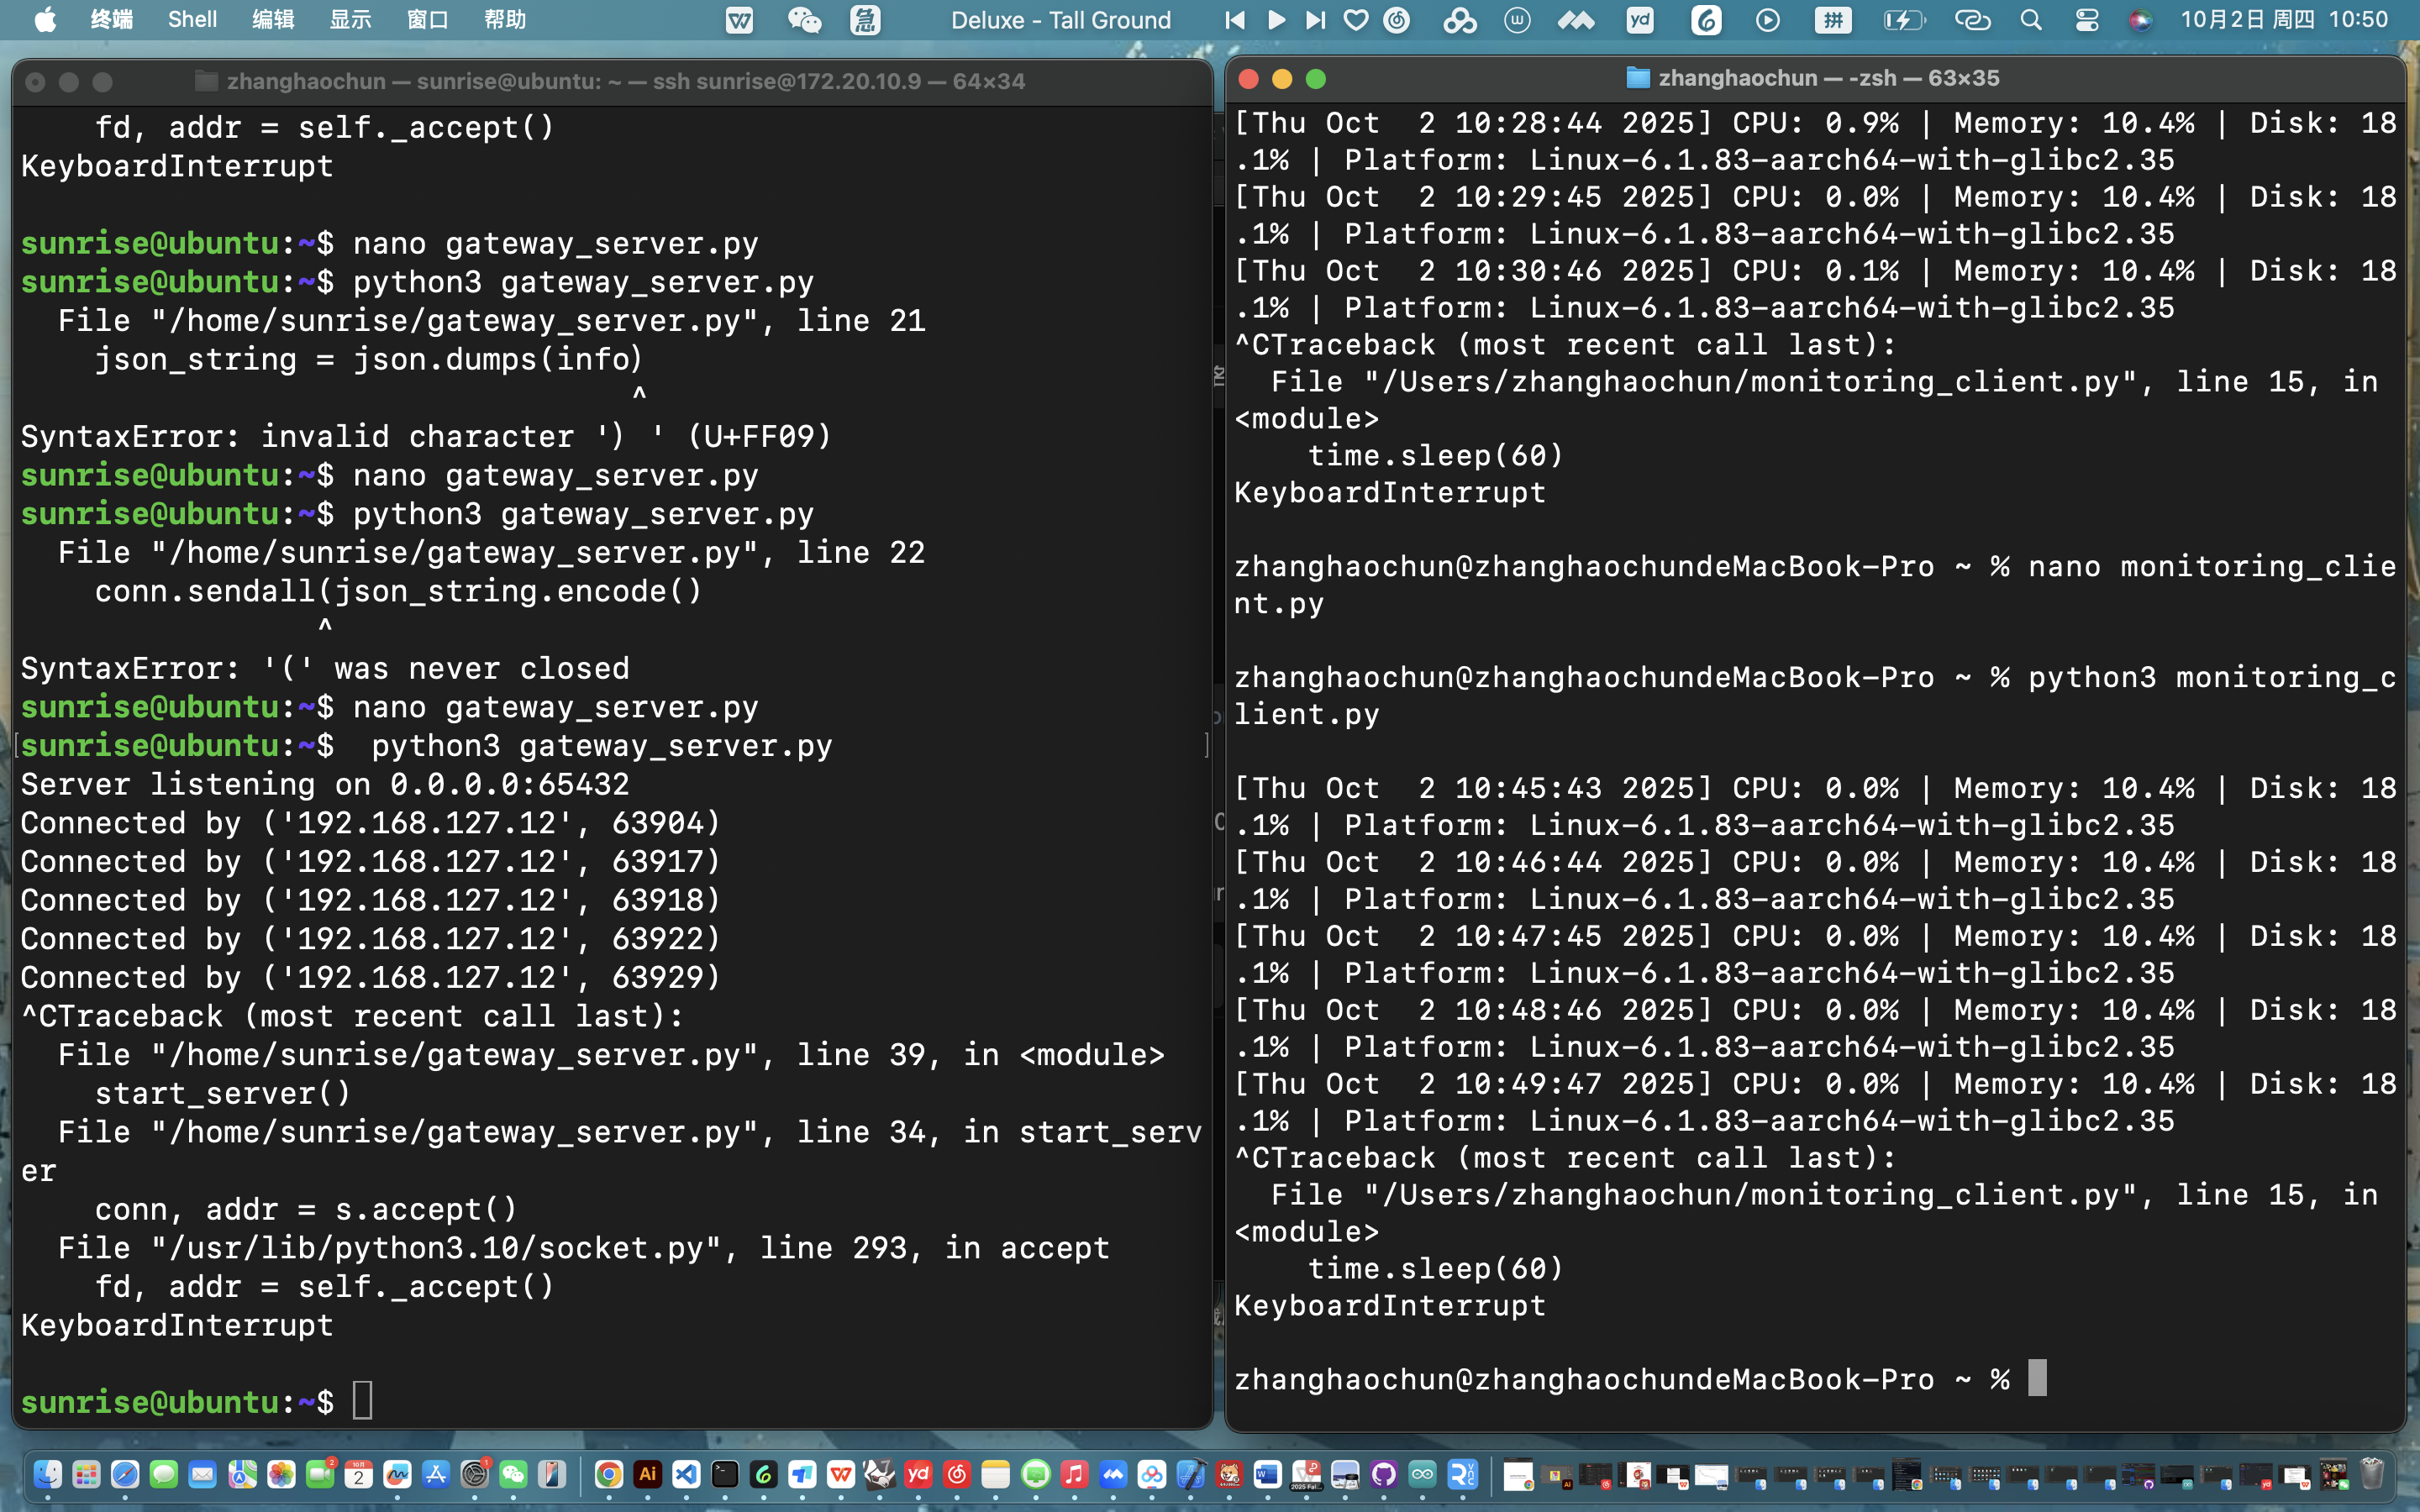 终端 Shell 编辑 显示 窗口 帮助 急 Deluxe – Tall Ground yd 拼 10月2日 周四 10:50
zhanghaochun — sunrise@ubuntu: ~ — ssh sunrise@172.20.10.9 — 64×34
    fd, addr = self._accept()
KeyboardInterrupt
sunrise@ubuntu:~$ nano gateway_server.py
sunrise@ubuntu:~$ python3 gateway_server.py
  File "/home/sunrise/gateway_server.py", line 21
    json_string = json.dumps(info）
                                 ^
SyntaxError: invalid character '）' (U+FF09)
sunrise@ubuntu:~$ nano gateway_server.py
sunrise@ubuntu:~$ python3 gateway_server.py
  File "/home/sunrise/gateway_server.py", line 22
    conn.sendall(json_string.encode()
                ^
SyntaxError: '(' was never closed
sunrise@ubuntu:~$ nano gateway_server.py
[sunrise@ubuntu:~$  python3 gateway_server.py ]
Server listening on 0.0.0.0:65432
Connected by ('192.168.127.12', 63904)
Connected by ('192.168.127.12', 63917)
Connected by ('192.168.127.12', 63918)
Connected by ('192.168.127.12', 63922)
Connected by ('192.168.127.12', 63929)
^CTraceback (most recent call last):
  File "/home/sunrise/gateway_server.py", line 39, in <module>
    start_server()
  File "/home/sunrise/gateway_server.py", line 34, in start_serv
er
    conn, addr = s.accept()
  File "/usr/lib/python3.10/socket.py", line 293, in accept
    fd, addr = self._accept()
KeyboardInterrupt
sunrise@ubuntu:~$
zhanghaochun — -zsh — 63×35
[Thu Oct  2 10:28:44 2025] CPU: 0.9% | Memory: 10.4% | Disk: 18
.1% | Platform: Linux-6.1.83-aarch64-with-glibc2.35
[Thu Oct  2 10:29:45 2025] CPU: 0.0% | Memory: 10.4% | Disk: 18
.1% | Platform: Linux-6.1.83-aarch64-with-glibc2.35
[Thu Oct  2 10:30:46 2025] CPU: 0.1% | Memory: 10.4% | Disk: 18
.1% | Platform: Linux-6.1.83-aarch64-with-glibc2.35
^CTraceback (most recent call last):
  File "/Users/zhanghaochun/monitoring_client.py", line 15, in
<module>
    time.sleep(60)
KeyboardInterrupt
zhanghaochun@zhanghaochundeMacBook-Pro ~ % nano monitoring_clie
nt.py
zhanghaochun@zhanghaochundeMacBook-Pro ~ % python3 monitoring_c
lient.py
[Thu Oct  2 10:45:43 2025] CPU: 0.0% | Memory: 10.4% | Disk: 18
.1% | Platform: Linux-6.1.83-aarch64-with-glibc2.35
[Thu Oct  2 10:46:44 2025] CPU: 0.0% | Memory: 10.4% | Disk: 18
.1% | Platform: Linux-6.1.83-aarch64-with-glibc2.35
[Thu Oct  2 10:47:45 2025] CPU: 0.0% | Memory: 10.4% | Disk: 18
.1% | Platform: Linux-6.1.83-aarch64-with-glibc2.35
[Thu Oct  2 10:48:46 2025] CPU: 0.0% | Memory: 10.4% | Disk: 18
.1% | Platform: Linux-6.1.83-aarch64-with-glibc2.35
[Thu Oct  2 10:49:47 2025] CPU: 0.0% | Memory: 10.4% | Disk: 18
.1% | Platform: Linux-6.1.83-aarch64-with-glibc2.35
^CTraceback (most recent call last):
  File "/Users/zhanghaochun/monitoring_client.py", line 15, in
<module>
    time.sleep(60)
KeyboardInterrupt
zhanghaochun@zhanghaochundeMacBook-Pro ~ %